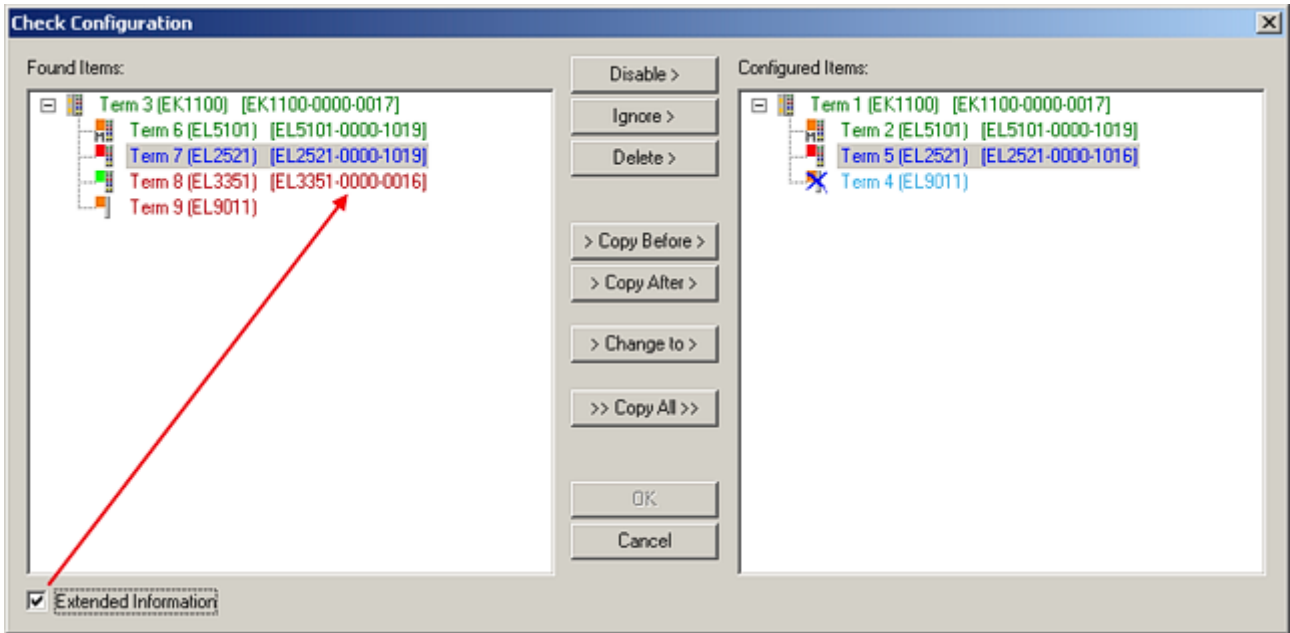 Check Configuration
Found Items:
Term 3 (EK1100) [EK1100-0000-0017]
Term 6 (EL5101) [EL5101-0000-1019]
Term 7 (EL2521) [EL2521-0000-1019]
Term 8 (EL3351) [EL3351-0000-0016]
Term 9 (EL9011)
Extended Information
Disable >
Ignore >
Delete >
> Copy Before >
> Copy After >
> Change to >
>> Copy All >>
OK
Cancel
Configured Items:
Term 1 (EK1100) [EK1100-0000-0017]
Term 2 (EL5101) [EL5101-0000-1019]
Term 5 (EL2521) [EL2521-0000-1016]
Term 4 (EL9011)